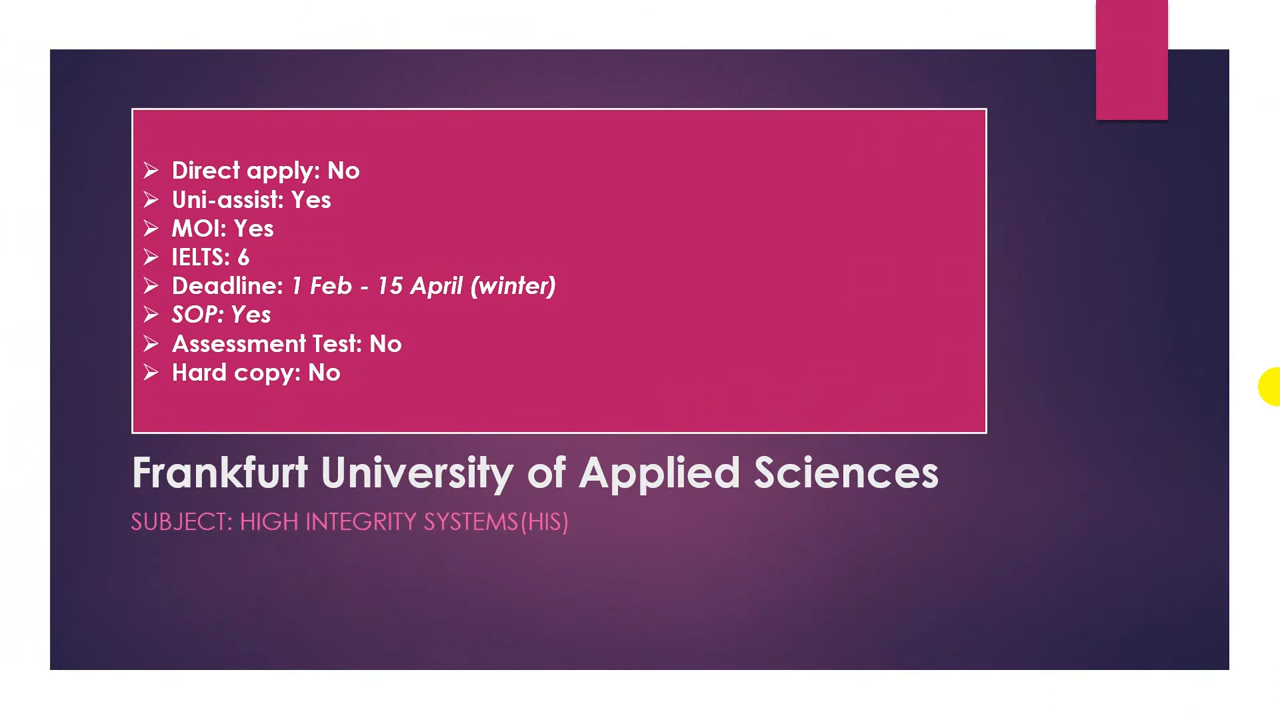 ➢ Direct apply: No
➢ Uni-assist: Yes
➢ MOI: Yes
➢ IELTS: 6
➢ Deadline: 1 Feb - 15 April (winter)
➢ SOP: Yes
➢ Assessment Test: No
➢ Hard copy: No
Frankfurt University of Applied Sciences
SUBJECT: HIGH INTEGRITY SYSTEMS(HIS)